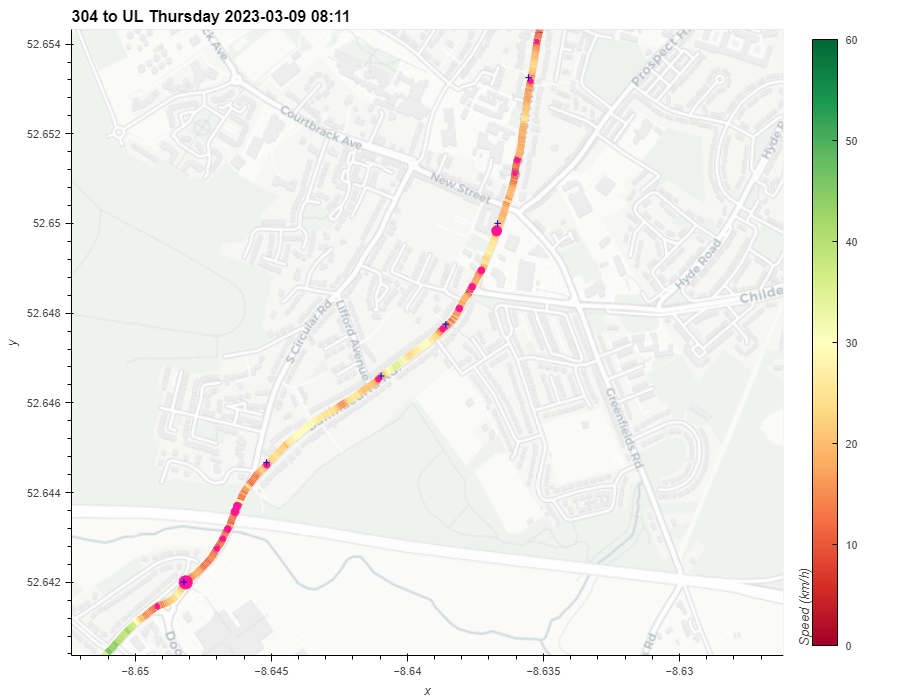 304 to UL Thursday 2023-03-09 08:11
52.654
52.652
52.65
52.648
52.646
52.644
52.642
y
−8.65
−8.645
−8.64
−8.635
−8.63
x
ck Ave
Courtbrack Ave
New Street
Prospect H
Hyde R
Hyde Road
Childe
S Circular Rd
Lifford Avenue
Greenfields Rd
Doc
Rd
60
50
40
30
20
10
0
Speed (km/h)